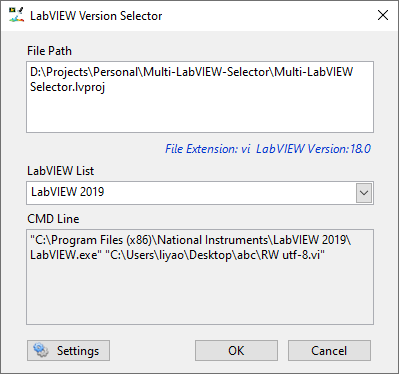 LabVIEW Version Selector
File Path
D:\Projects\Personal\Multi-LabVIEW-Selector\Multi-LabVIEW
Selector.lvproj
File Extension: vi  LabVIEW Version:18.0
LabVIEW List
LabVIEW 2019
CMD Line
"C:\Program Files (x86)\National Instruments\LabVIEW 2019\
LabVIEW.exe" "C:\Users\liyao\Desktop\abc\RW utf-8.vi"
Settings
OK
Cancel